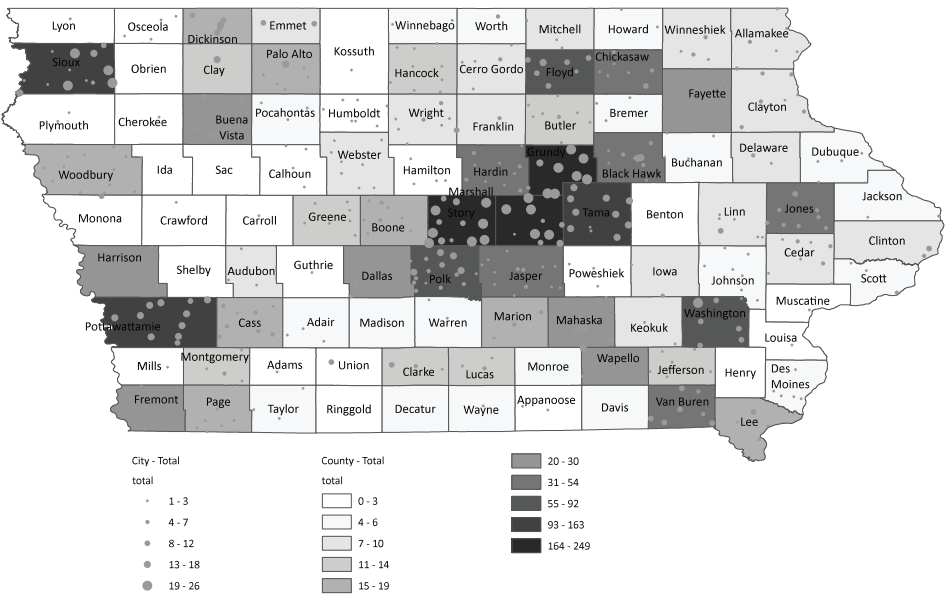 Lyon
Osceola
Dickinson
Emmet
Winnebago
Worth
Mitchell
Howard
Winneshiek
Allamakee
Sioux
Obrien
Clay
Palo Alto
Kossuth
Hancock
Cerro Gordo
Floyd
Chickasaw
Fayette
Clayton
Plymouth
Cherokee
Buena
Vista
Pocahontas
Humboldt
Wright
Franklin
Butler
Bremer
Woodbury
Ida
Sac
Calhoun
Webster
Hamilton
Hardin
Grundy
Black Hawk
Buchanan
Delaware
Dubuque
Monona
Crawford
Carroll
Greene
Boone
Story
Marshall
Tama
Benton
Linn
Jones
Jackson
Clinton
Harrison
Shelby
Audubon
Guthrie
Dallas
Polk
Jasper
Poweshiek
Iowa
Johnson
Cedar
Scott
Muscatine
Pottawattamie
Cass
Adair
Madison
Warren
Marion
Mahaska
Keokuk
Washington
Louisa
Mills
Montgomery
Adams
Union
Clarke
Lucas
Monroe
Wapello
Jefferson
Henry
Des
Moines
Fremont
Page
Taylor
Ringgold
Decatur
Wayne
Appanoose
Davis
Van Buren
Lee
City - Total
total
1 - 3
4 - 7
8 - 12
13 - 18
19 - 26
County - Total
total
0 - 3
4 - 6
7 - 10
11 - 14
15 - 19
20 - 30
31 - 54
55 - 92
93 - 163
164 - 249